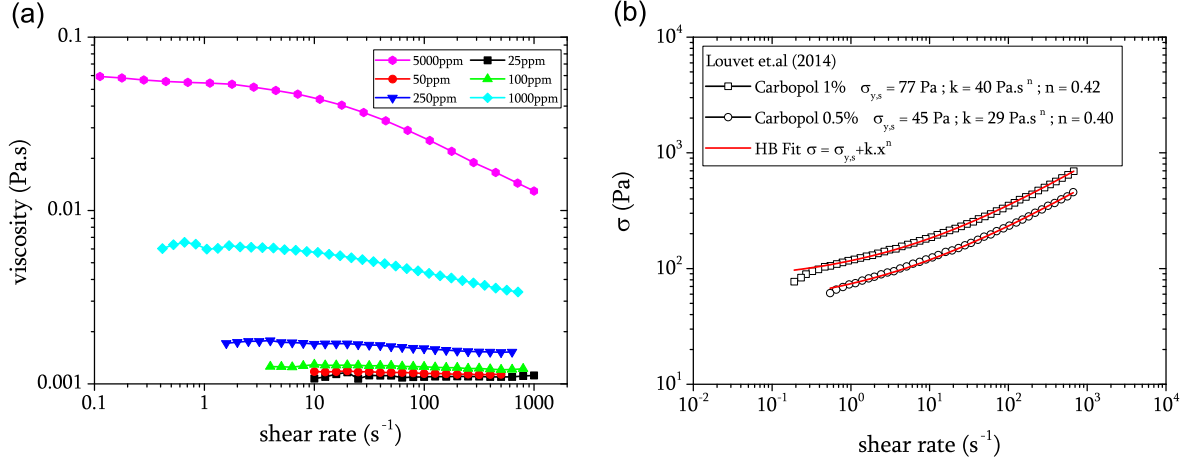 (a)
0.1
0.01
0.001
viscosity (Pa.s)
5000ppm
25ppm
50ppm
100ppm
250ppm
1000ppm
0.1
1
10
100
1000
shear rate (s⁻¹)
(b)
10⁴
10³
10²
10¹
σ (Pa)
Louvet et.al (2014)
Carbopol 1% σy,s = 77 Pa ; k = 40 Pa.sⁿ ; n = 0.42
Carbopol 0.5% σy,s = 45 Pa ; k = 29 Pa.sⁿ ; n = 0.40
HB Fit σ = σy,s+k.xⁿ
10⁻²
10⁻¹
10⁰
10¹
10²
10³
10⁴
shear rate (s⁻¹)